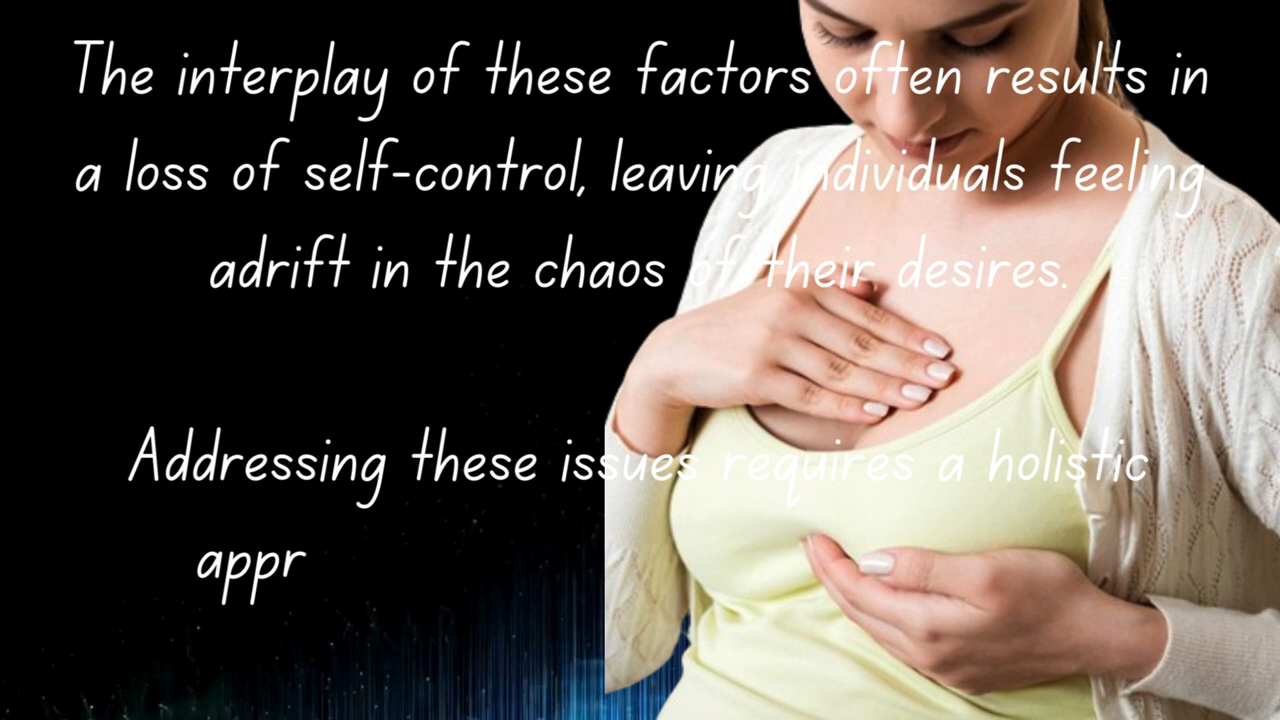 The interplay of these factors often results in
a loss of self-control, leaving individuals feeling
adrift in the chaos of their desires.
Addressing these issues requires a holistic
appr